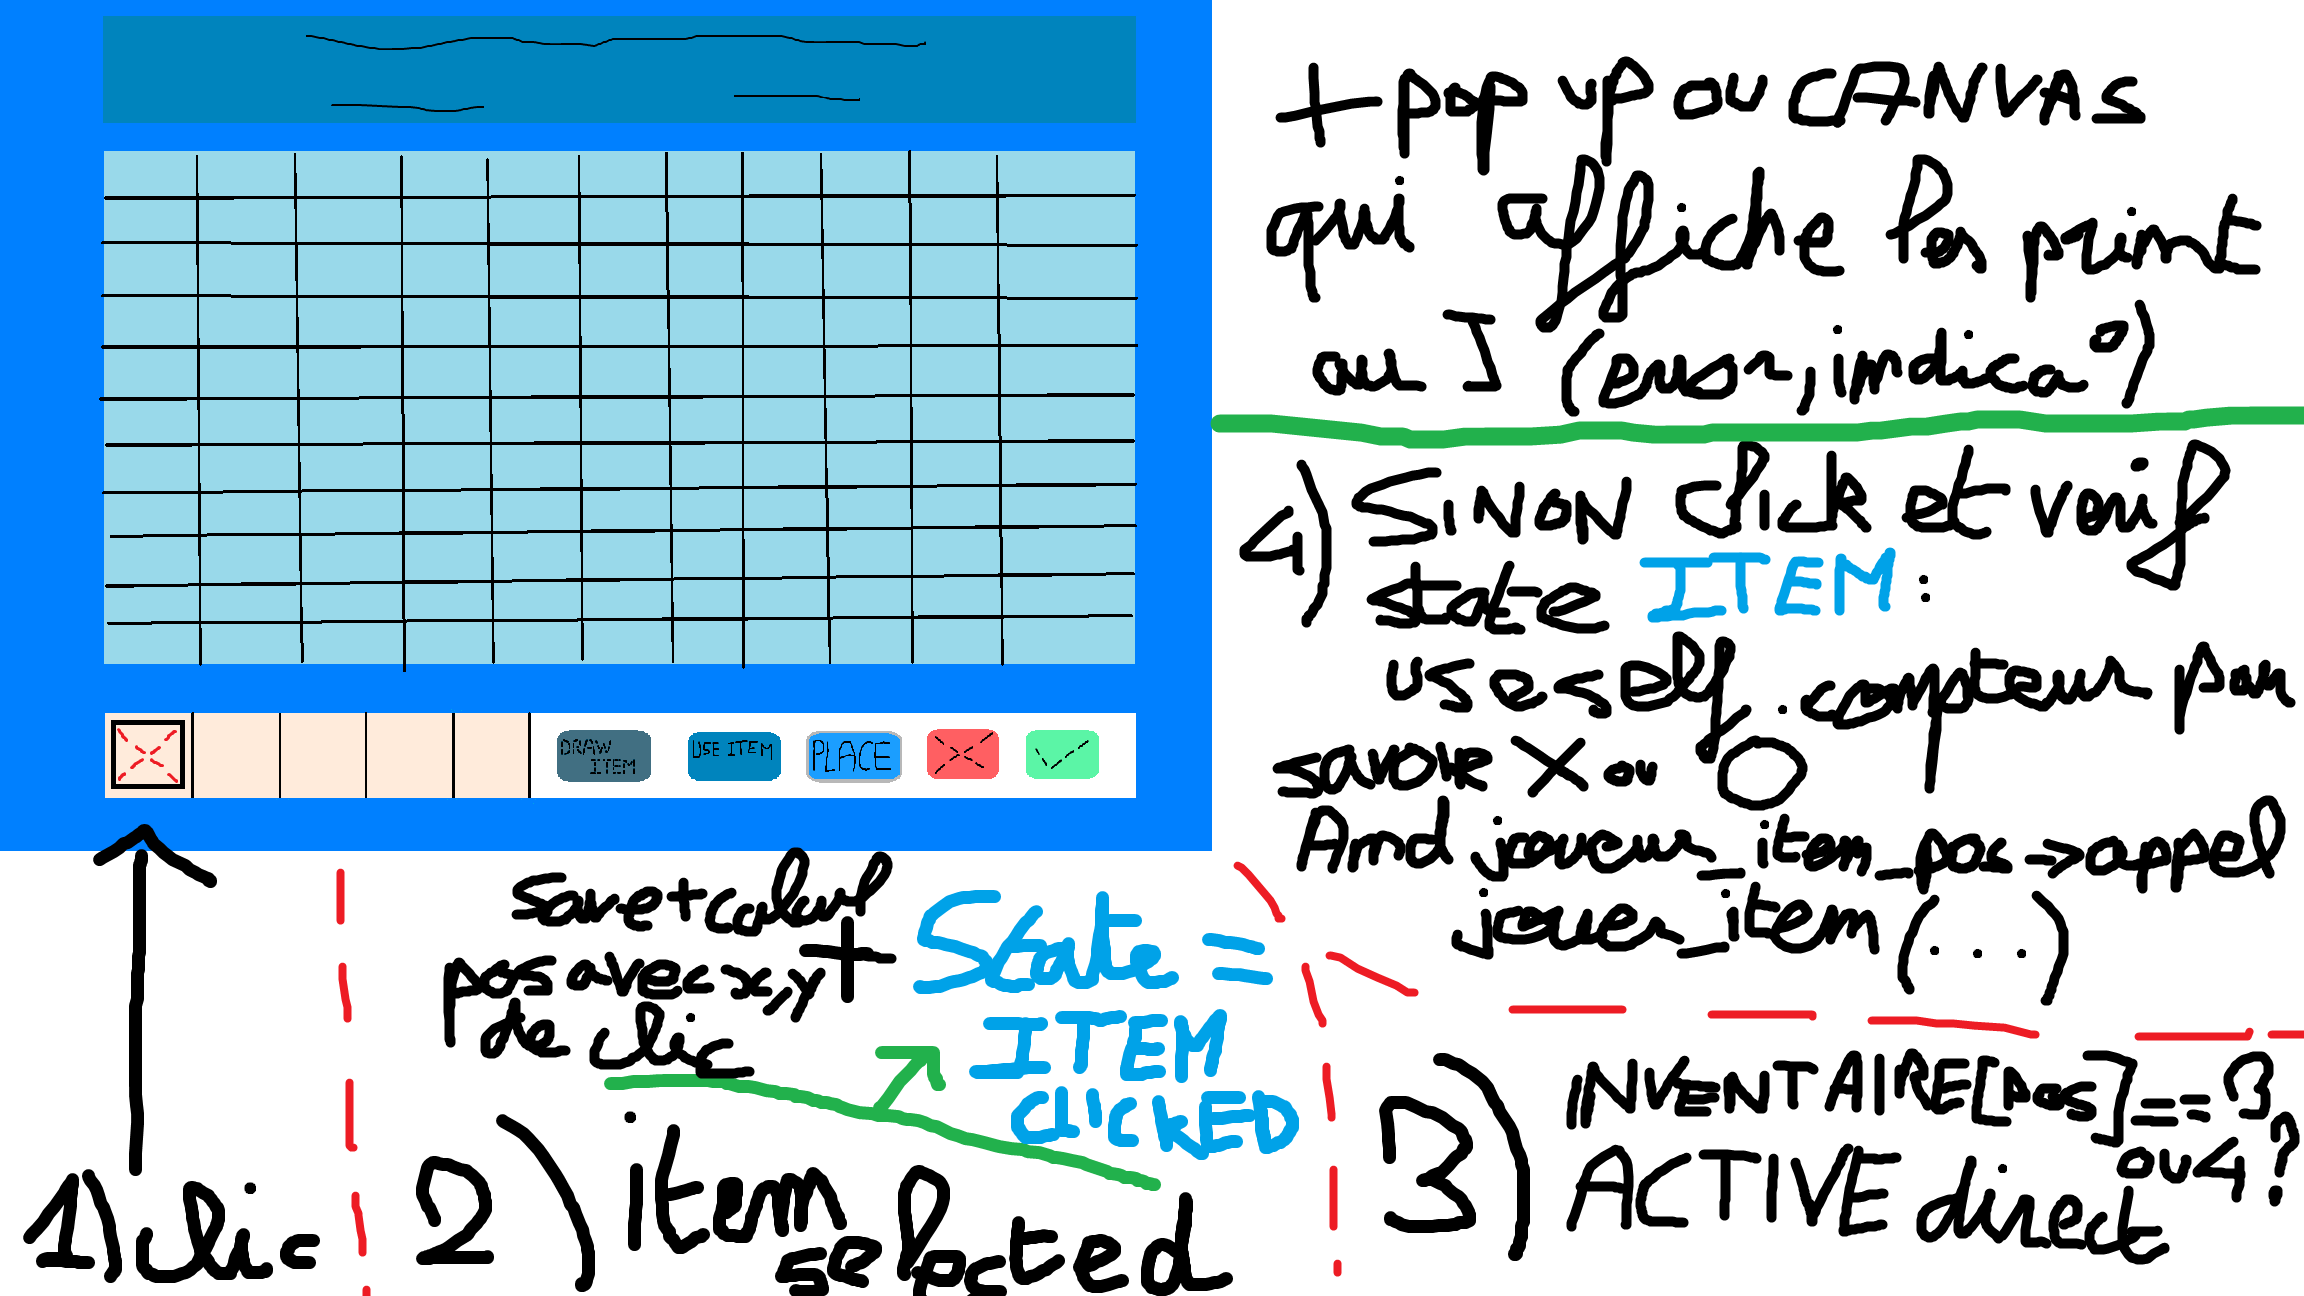 DRAW
ITEM
USE ITEM
PLACE
+ pop up ou CANVAS
qui affiche les print
au J (error, indica°)
4) SINON click et verif
state ITEM :
use self.compteur pour
savoir X ou O
And joueur_item_pos -> appel
jouer_item (...)
1) clic
save + calcul
pos avec x, y
de clic
+ State =
ITEM
CLICKED
2) item
selected
3) INVENTAIRE[pos] == 3
ou 4 ?
ACTIVE direct